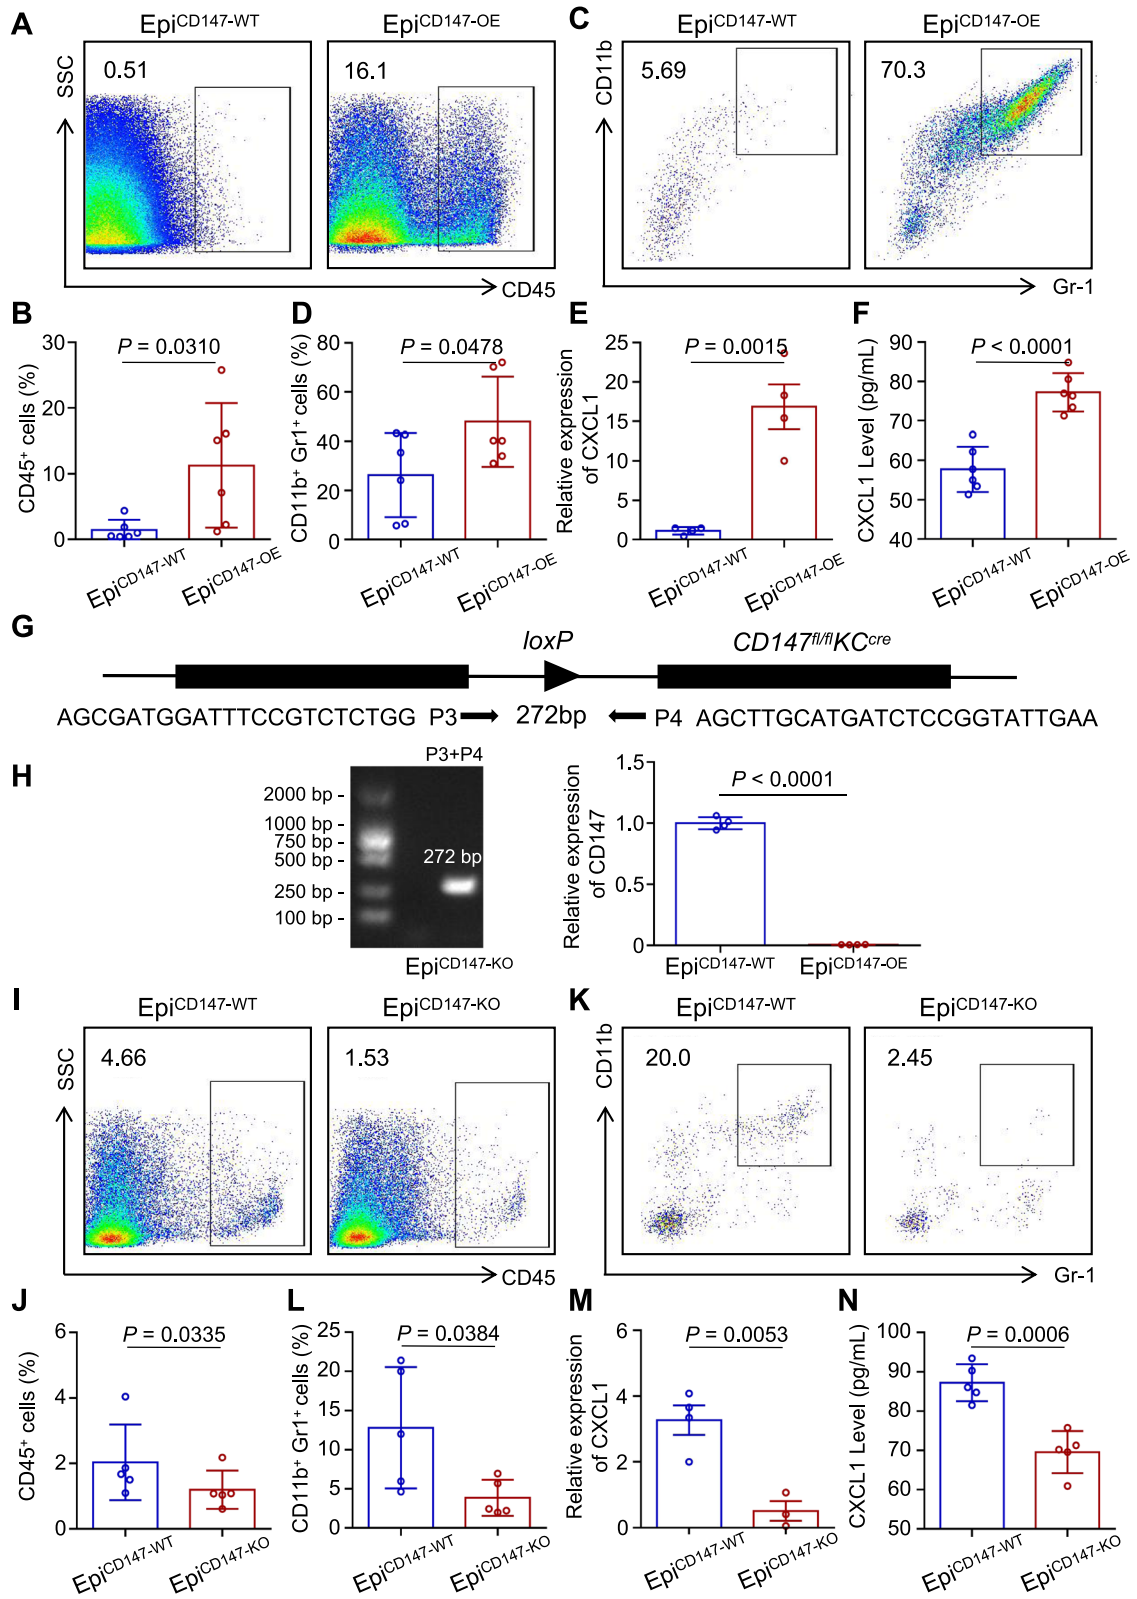 A
Epi^CD147-WT
Epi^CD147-OE
C
Epi^CD147-WT
Epi^CD147-OE
SSC
0.51
16.1
CD45
CD11b
5.69
70.3
Gr-1
B
CD45⁺ cells (%)
P = 0.0310
30
20
10
0
Epi^CD147-WT
Epi^CD147-OE
D
CD11b⁺ Gr1⁺ cells (%)
P = 0.0478
80
60
40
20
0
Epi^CD147-WT
Epi^CD147-OE
E
Relative expression
of CXCL1
P = 0.0015
25
20
15
10
5
0
Epi^CD147-WT
Epi^CD147-OE
F
CXCL1 Level (pg/mL)
P < 0.0001
90
80
70
60
50
40
Epi^CD147-WT
Epi^CD147-OE
G
loxP
CD147^fl/fl KC^cre
AGCGATGGATTTCCGTCTCTGG P3 272bp P4 AGCTTGCATGATCTCCGGTATTGAA
H
P3+P4
2000 bp -
1000 bp -
750 bp -
500 bp -
250 bp -
100 bp -
272 bp
Epi^CD147-KO
Relative expression
of CD147
P < 0.0001
1.5
1.0
0.5
0
Epi^CD147-WT
Epi^CD147-OE
I
Epi^CD147-WT
Epi^CD147-KO
K
Epi^CD147-WT
Epi^CD147-KO
SSC
4.66
1.53
CD45
CD11b
20.0
2.45
Gr-1
J
CD45⁺ cells (%)
P = 0.0335
6
4
2
0
Epi^CD147-WT
Epi^CD147-KO
L
CD11b⁺ Gr1⁺ cells (%)
P = 0.0384
25
20
15
10
5
0
Epi^CD147-WT
Epi^CD147-KO
M
Relative expression
of CXCL1
P = 0.0053
6
4
2
0
Epi^CD147-WT
Epi^CD147-KO
N
CXCL1 Level (pg/mL)
P = 0.0006
100
90
80
70
60
50
Epi^CD147-WT
Epi^CD147-KO